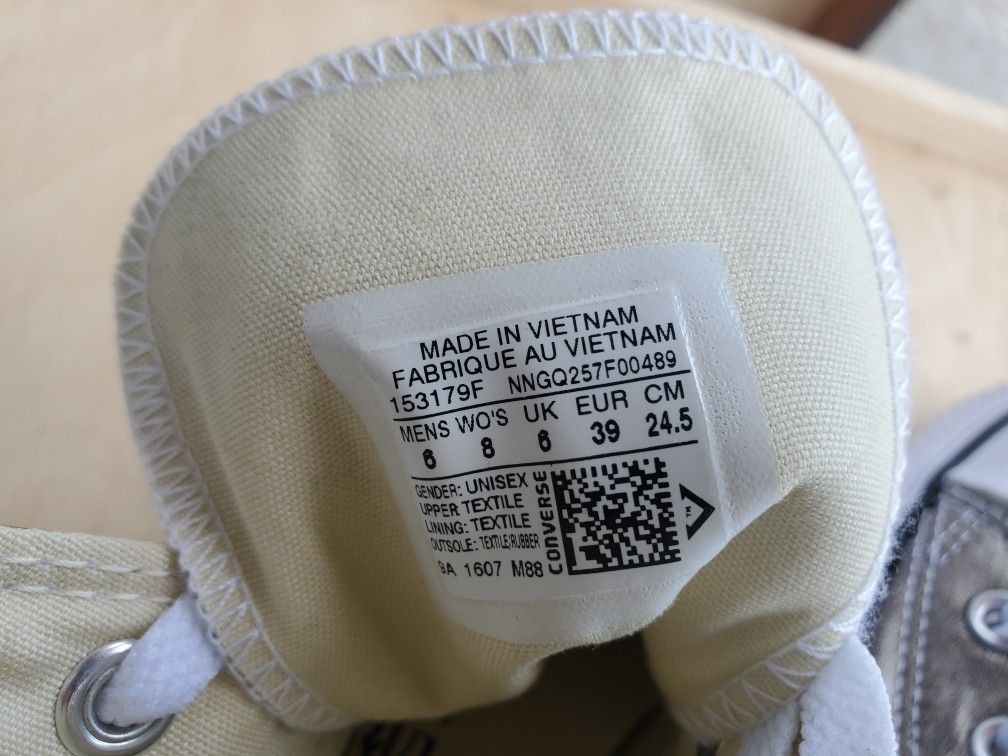 MADE IN VIETNAM
FABRIQUE AU VIETNAM
153179F NNGQ257F00489
MENS WO'S UK EUR CM
6 8 6 39 24.5
GENDER: UNISEX
UPPER: TEXTILE
LINING: TEXTILE
OUTSOLE: TEXTILE/RUBBER
9A 1607 M88
CONVERSE
TM